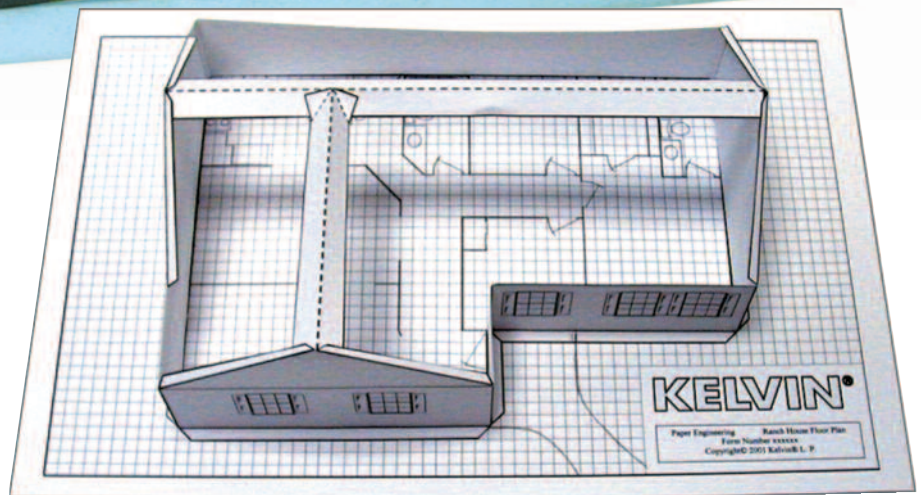 KELVIN®
Paper Engineering Ranch House Floor Plan
Form Number xxxxxx
Copyright© 2001 Kelvin® L. P.